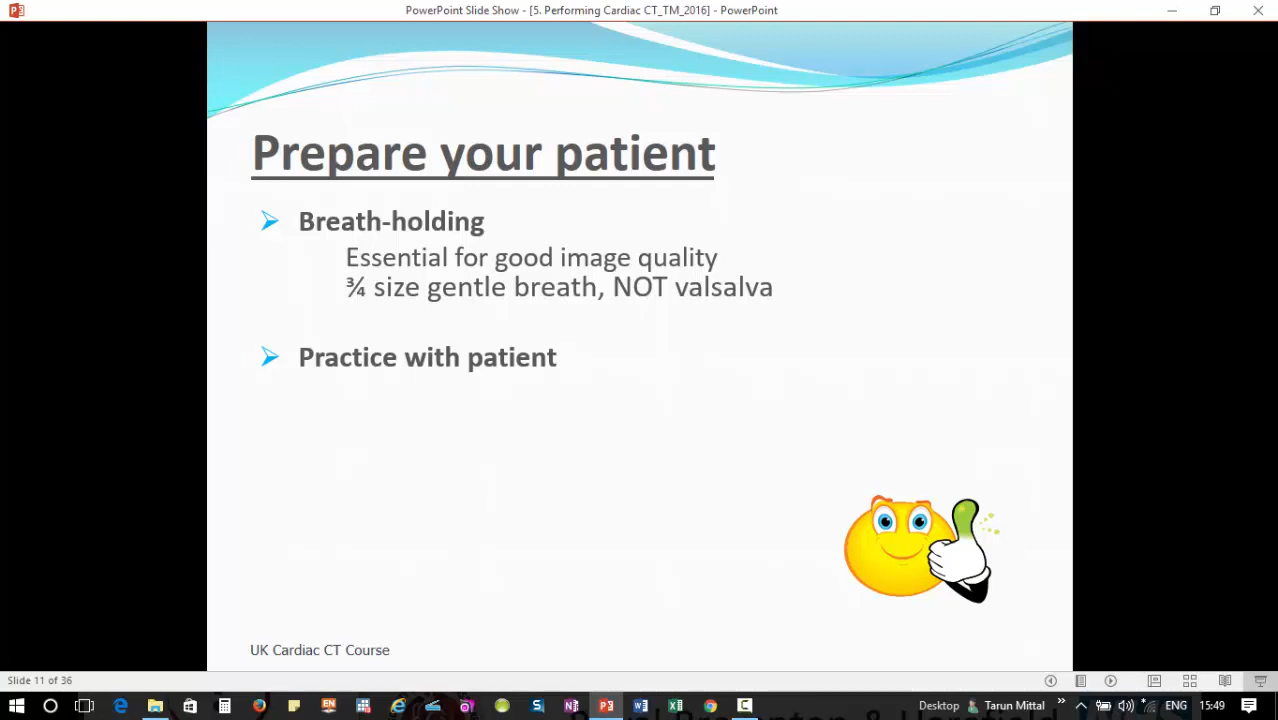 PowerPoint Slide Show - [5. Performing Cardiac CT_TM_2016] - PowerPoint
Prepare your patient
Breath-holding
Essential for good image quality
¾ size gentle breath, NOT valsalva
Practice with patient
UK Cardiac CT Course
Slide 11 of 36
Desktop Tarun Mittal ENG 15:49